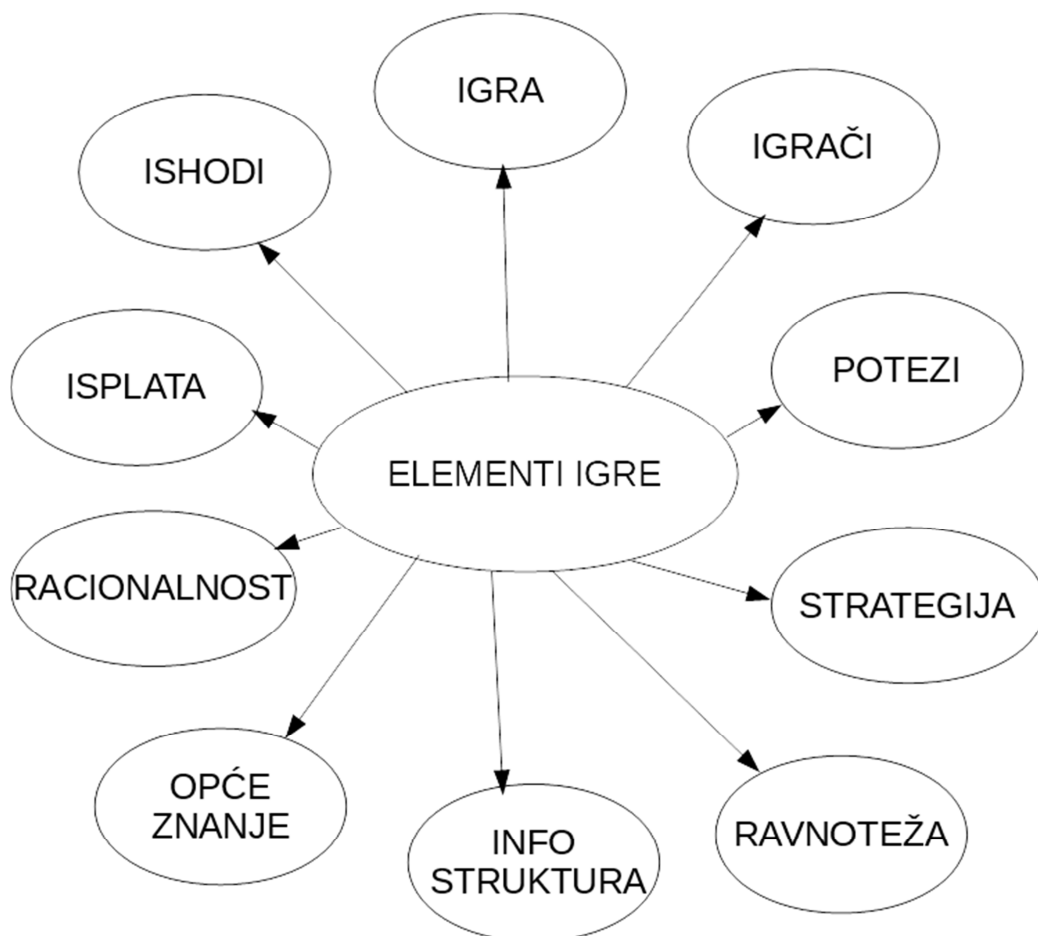 IGRA
IGRAČI
ISHODI
POTEZI
ISPLATA
ELEMENTI IGRE
RACIONALNOST
STRATEGIJA
OPĆE
ZNANJE
INFO
STRUKTURA
RAVNOTEŽA